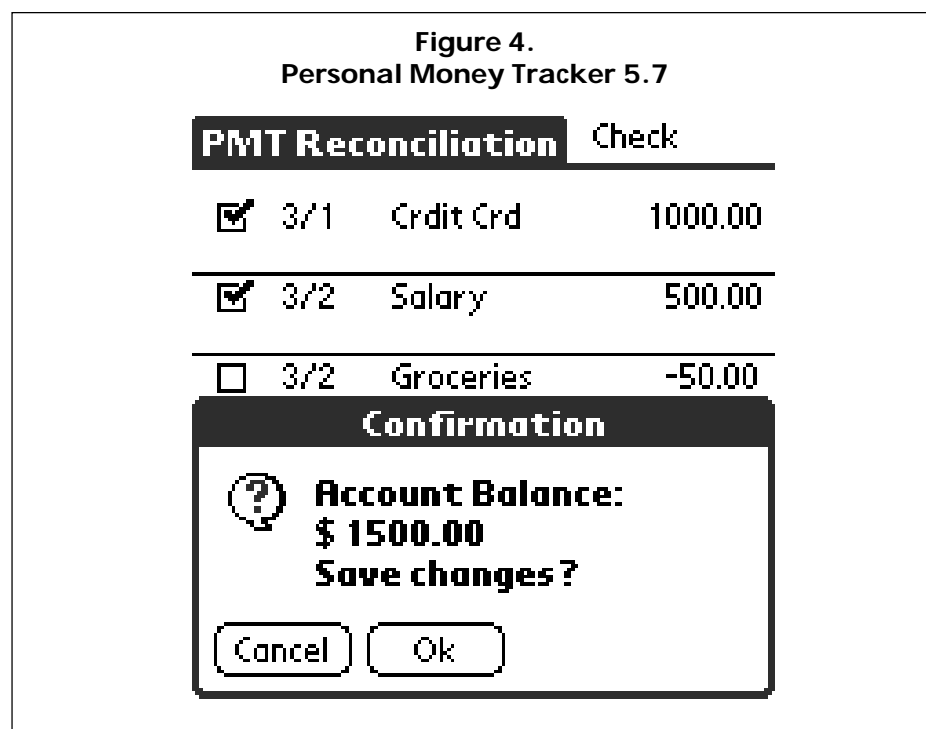 Figure 4.
Personal Money Tracker 5.7
PMT Reconciliation Check
3/1 Crdit Crd 1000.00
3/2 Salary 500.00
3/2 Groceries -50.00
Confirmation
?
Account Balance:
$ 1500.00
Save changes?
Cancel Ok